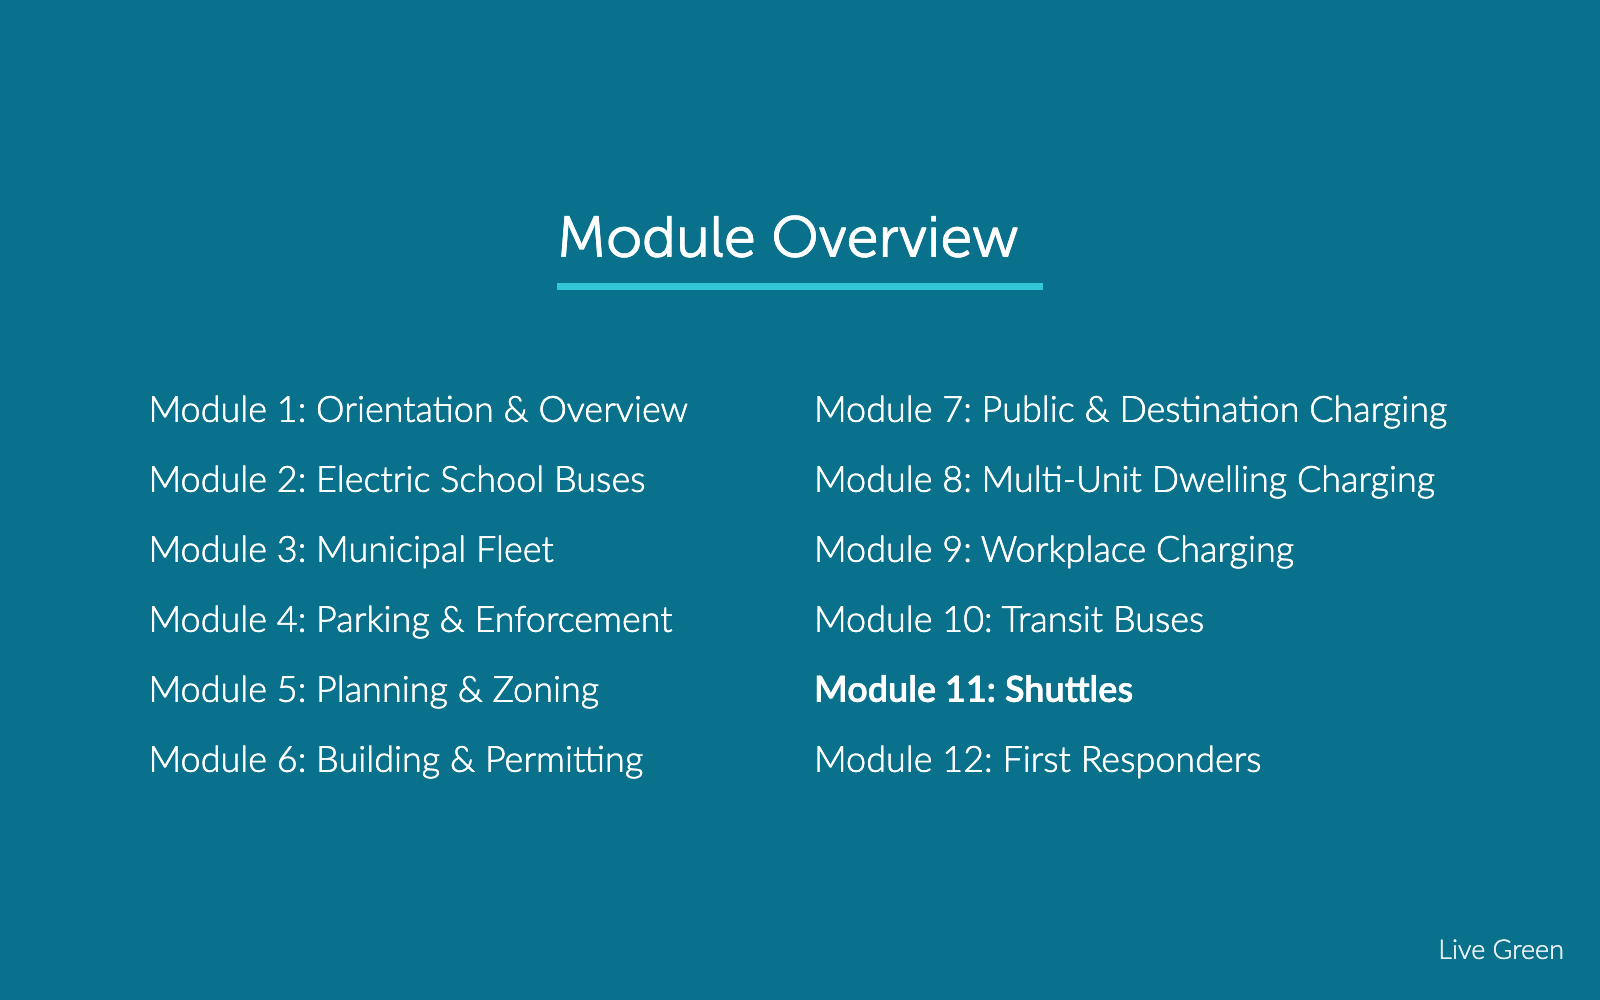 Module Overview
Module 1: Orientation & Overview
Module 2: Electric School Buses
Module 3: Municipal Fleet
Module 4: Parking & Enforcement
Module 5: Planning & Zoning
Module 6: Building & Permitting
Module 7: Public & Destination Charging
Module 8: Multi-Unit Dwelling Charging
Module 9: Workplace Charging
Module 10: Transit Buses
Module 11: Shuttles
Module 12: First Responders
Live Green